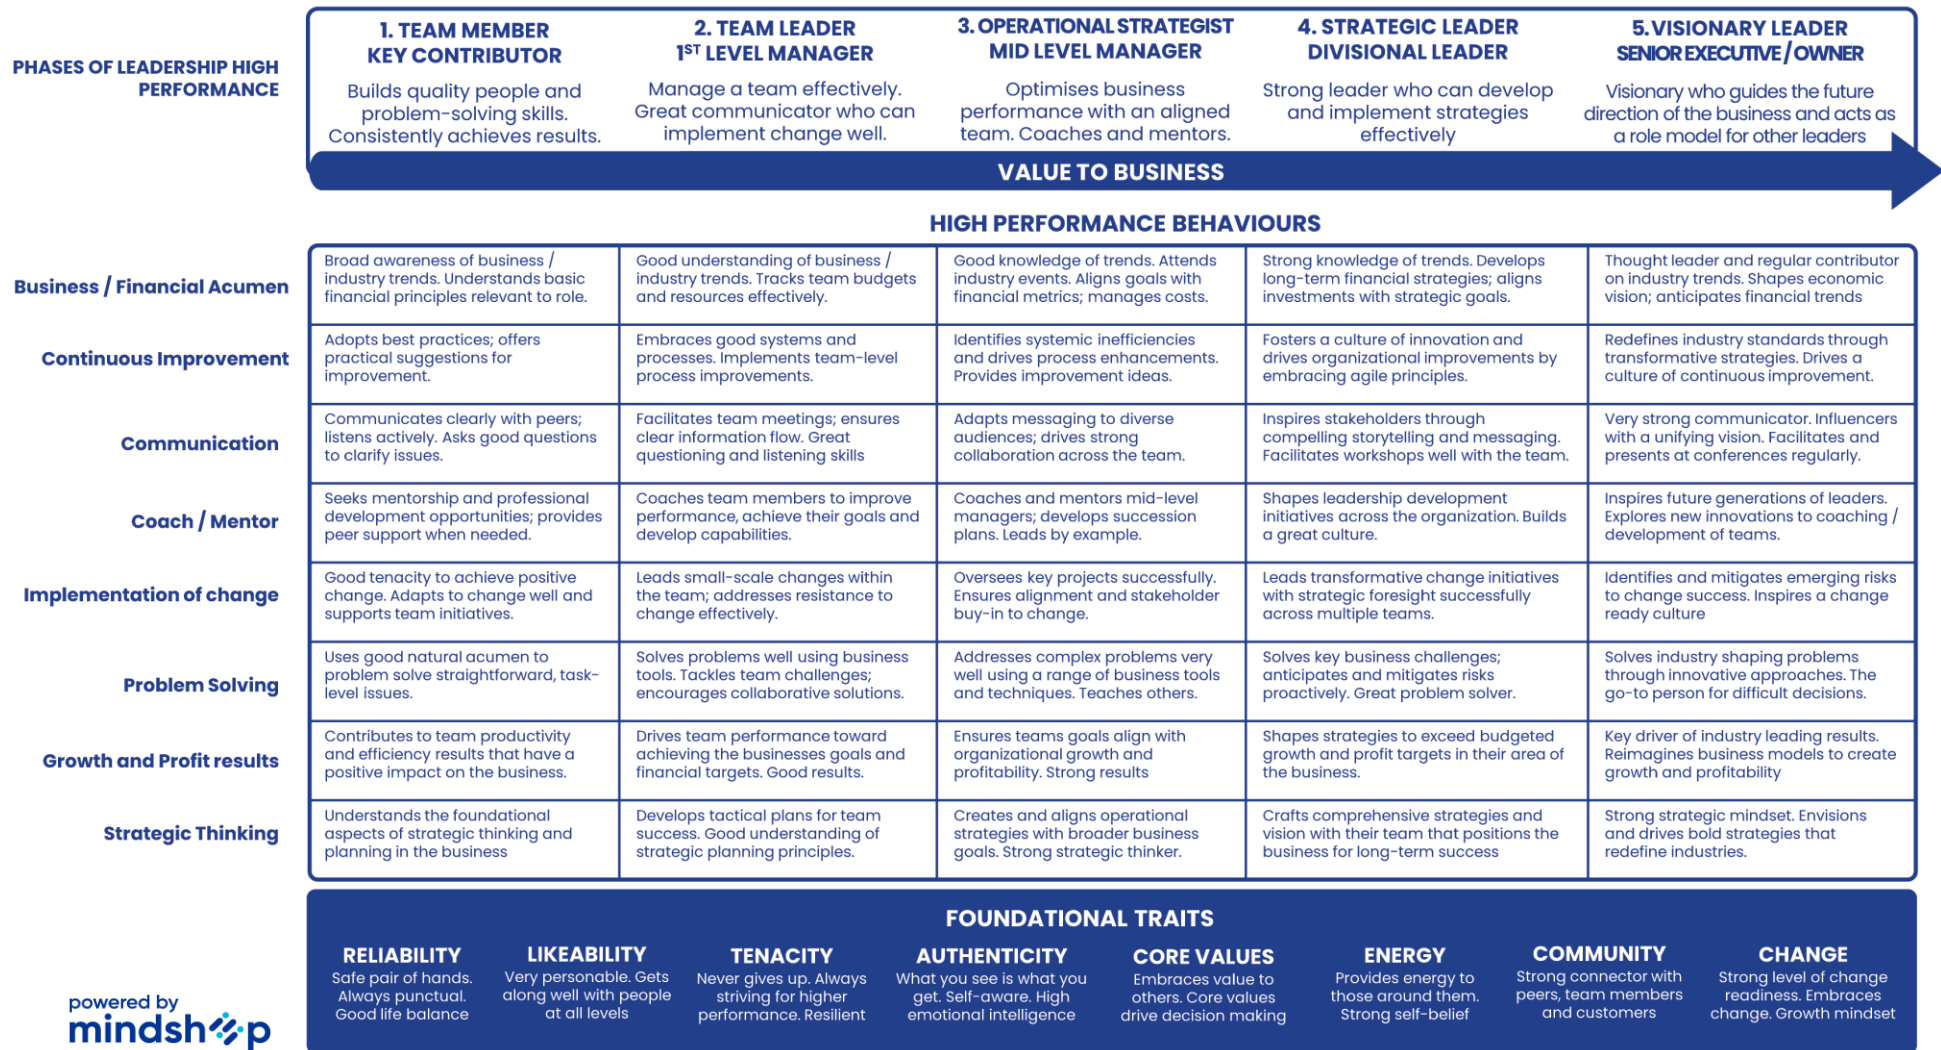 PHASES OF LEADERSHIP HIGH
PERFORMANCE
1. TEAM MEMBER
KEY CONTRIBUTOR
Builds quality people and
problem-solving skills.
Consistently achieves results.
2. TEAM LEADER
1ST LEVEL MANAGER
Manage a team effectively.
Great communicator who can
implement change well.
3. OPERATIONAL STRATEGIST
MID LEVEL MANAGER
Optimises business
performance with an aligned
team. Coaches and mentors.
4. STRATEGIC LEADER
DIVISIONAL LEADER
Strong leader who can develop
and implement strategies
effectively
5. VISIONARY LEADER
SENIOR EXECUTIVE / OWNER
Visionary who guides the future
direction of the business and acts as
a role model for other leaders
VALUE TO BUSINESS
HIGH PERFORMANCE BEHAVIOURS
Business / Financial Acumen
Broad awareness of business /
industry trends. Understands basic
financial principles relevant to role.
Good understanding of business /
industry trends. Tracks team budgets
and resources effectively.
Good knowledge of trends. Attends
industry events. Aligns goals with
financial metrics; manages costs.
Strong knowledge of trends. Develops
long-term financial strategies; aligns
investments with strategic goals.
Thought leader and regular contributor
on industry trends. Shapes economic
vision; anticipates financial trends
Continuous Improvement
Adopts best practices; offers
practical suggestions for
improvement.
Embraces good systems and
processes. Implements team-level
process improvements.
Identifies systemic inefficiencies
and drives process enhancements.
Provides improvement ideas.
Fosters a culture of innovation and
drives organizational improvements by
embracing agile principles.
Redefines industry standards through
transformative strategies. Drives a
culture of continuous improvement.
Communication
Communicates clearly with peers;
listens actively. Asks good questions
to clarify issues.
Facilitates team meetings; ensures
clear information flow. Great
questioning and listening skills
Adapts messaging to diverse
audiences; drives strong
collaboration across the team.
Inspires stakeholders through
compelling storytelling and messaging.
Facilitates workshops well with the team.
Very strong communicator. Influencers
with a unifying vision. Facilitates and
presents at conferences regularly.
Coach / Mentor
Seeks mentorship and professional
development opportunities; provides
peer support when needed.
Coaches team members to improve
performance, achieve their goals and
develop capabilities.
Coaches and mentors mid-level
managers; develops succession
plans. Leads by example.
Shapes leadership development
initiatives across the organization. Builds
a great culture.
Inspires future generations of leaders.
Explores new innovations to coaching /
development of teams.
Implementation of change
Good tenacity to achieve positive
change. Adapts to change well and
supports team initiatives.
Leads small-scale changes within
the team; addresses resistance to
change effectively.
Oversees key projects successfully.
Ensures alignment and stakeholder
buy-in to change.
Leads transformative change initiatives
with strategic foresight successfully
across multiple teams.
Identifies and mitigates emerging risks
to change success. Inspires a change
ready culture
Problem Solving
Uses good natural acumen to
problem solve straightforward, task-
level issues.
Solves problems well using business
tools. Tackles team challenges;
encourages collaborative solutions.
Addresses complex problems very
well using a range of business tools
and techniques. Teaches others.
Solves key business challenges;
anticipates and mitigates risks
proactively. Great problem solver.
Solves industry shaping problems
through innovative approaches. The
go-to person for difficult decisions.
Growth and Profit results
Contributes to team productivity
and efficiency results that have a
positive impact on the business.
Drives team performance toward
achieving the businesses goals and
financial targets. Good results.
Ensures teams goals align with
organizational growth and
profitability. Strong results
Shapes strategies to exceed budgeted
growth and profit targets in their area of
the business.
Key driver of industry leading results.
Reimagines business models to create
growth and profitability
Strategic Thinking
Understands the foundational
aspects of strategic thinking and
planning in the business
Develops tactical plans for team
success. Good understanding of
strategic planning principles.
Creates and aligns operational
strategies with broader business
goals. Strong strategic thinker.
Crafts comprehensive strategies and
vision with their team that positions the
business for long-term success
Strong strategic mindset. Envisions
and drives bold strategies that
redefine industries.
FOUNDATIONAL TRAITS
RELIABILITY
Safe pair of hands.
Always punctual.
Good life balance
LIKEABILITY
Very personable. Gets
along well with people
at all levels
TENACITY
Never gives up. Always
striving for higher
performance. Resilient
AUTHENTICITY
What you see is what you
get. Self-aware. High
emotional intelligence
CORE VALUES
Embraces value to
others. Core values
drive decision making
ENERGY
Provides energy to
those around them.
Strong self-belief
COMMUNITY
Strong connector with
peers, team members
and customers
CHANGE
Strong level of change
readiness. Embraces
change. Growth mindset
powered by
mindshop